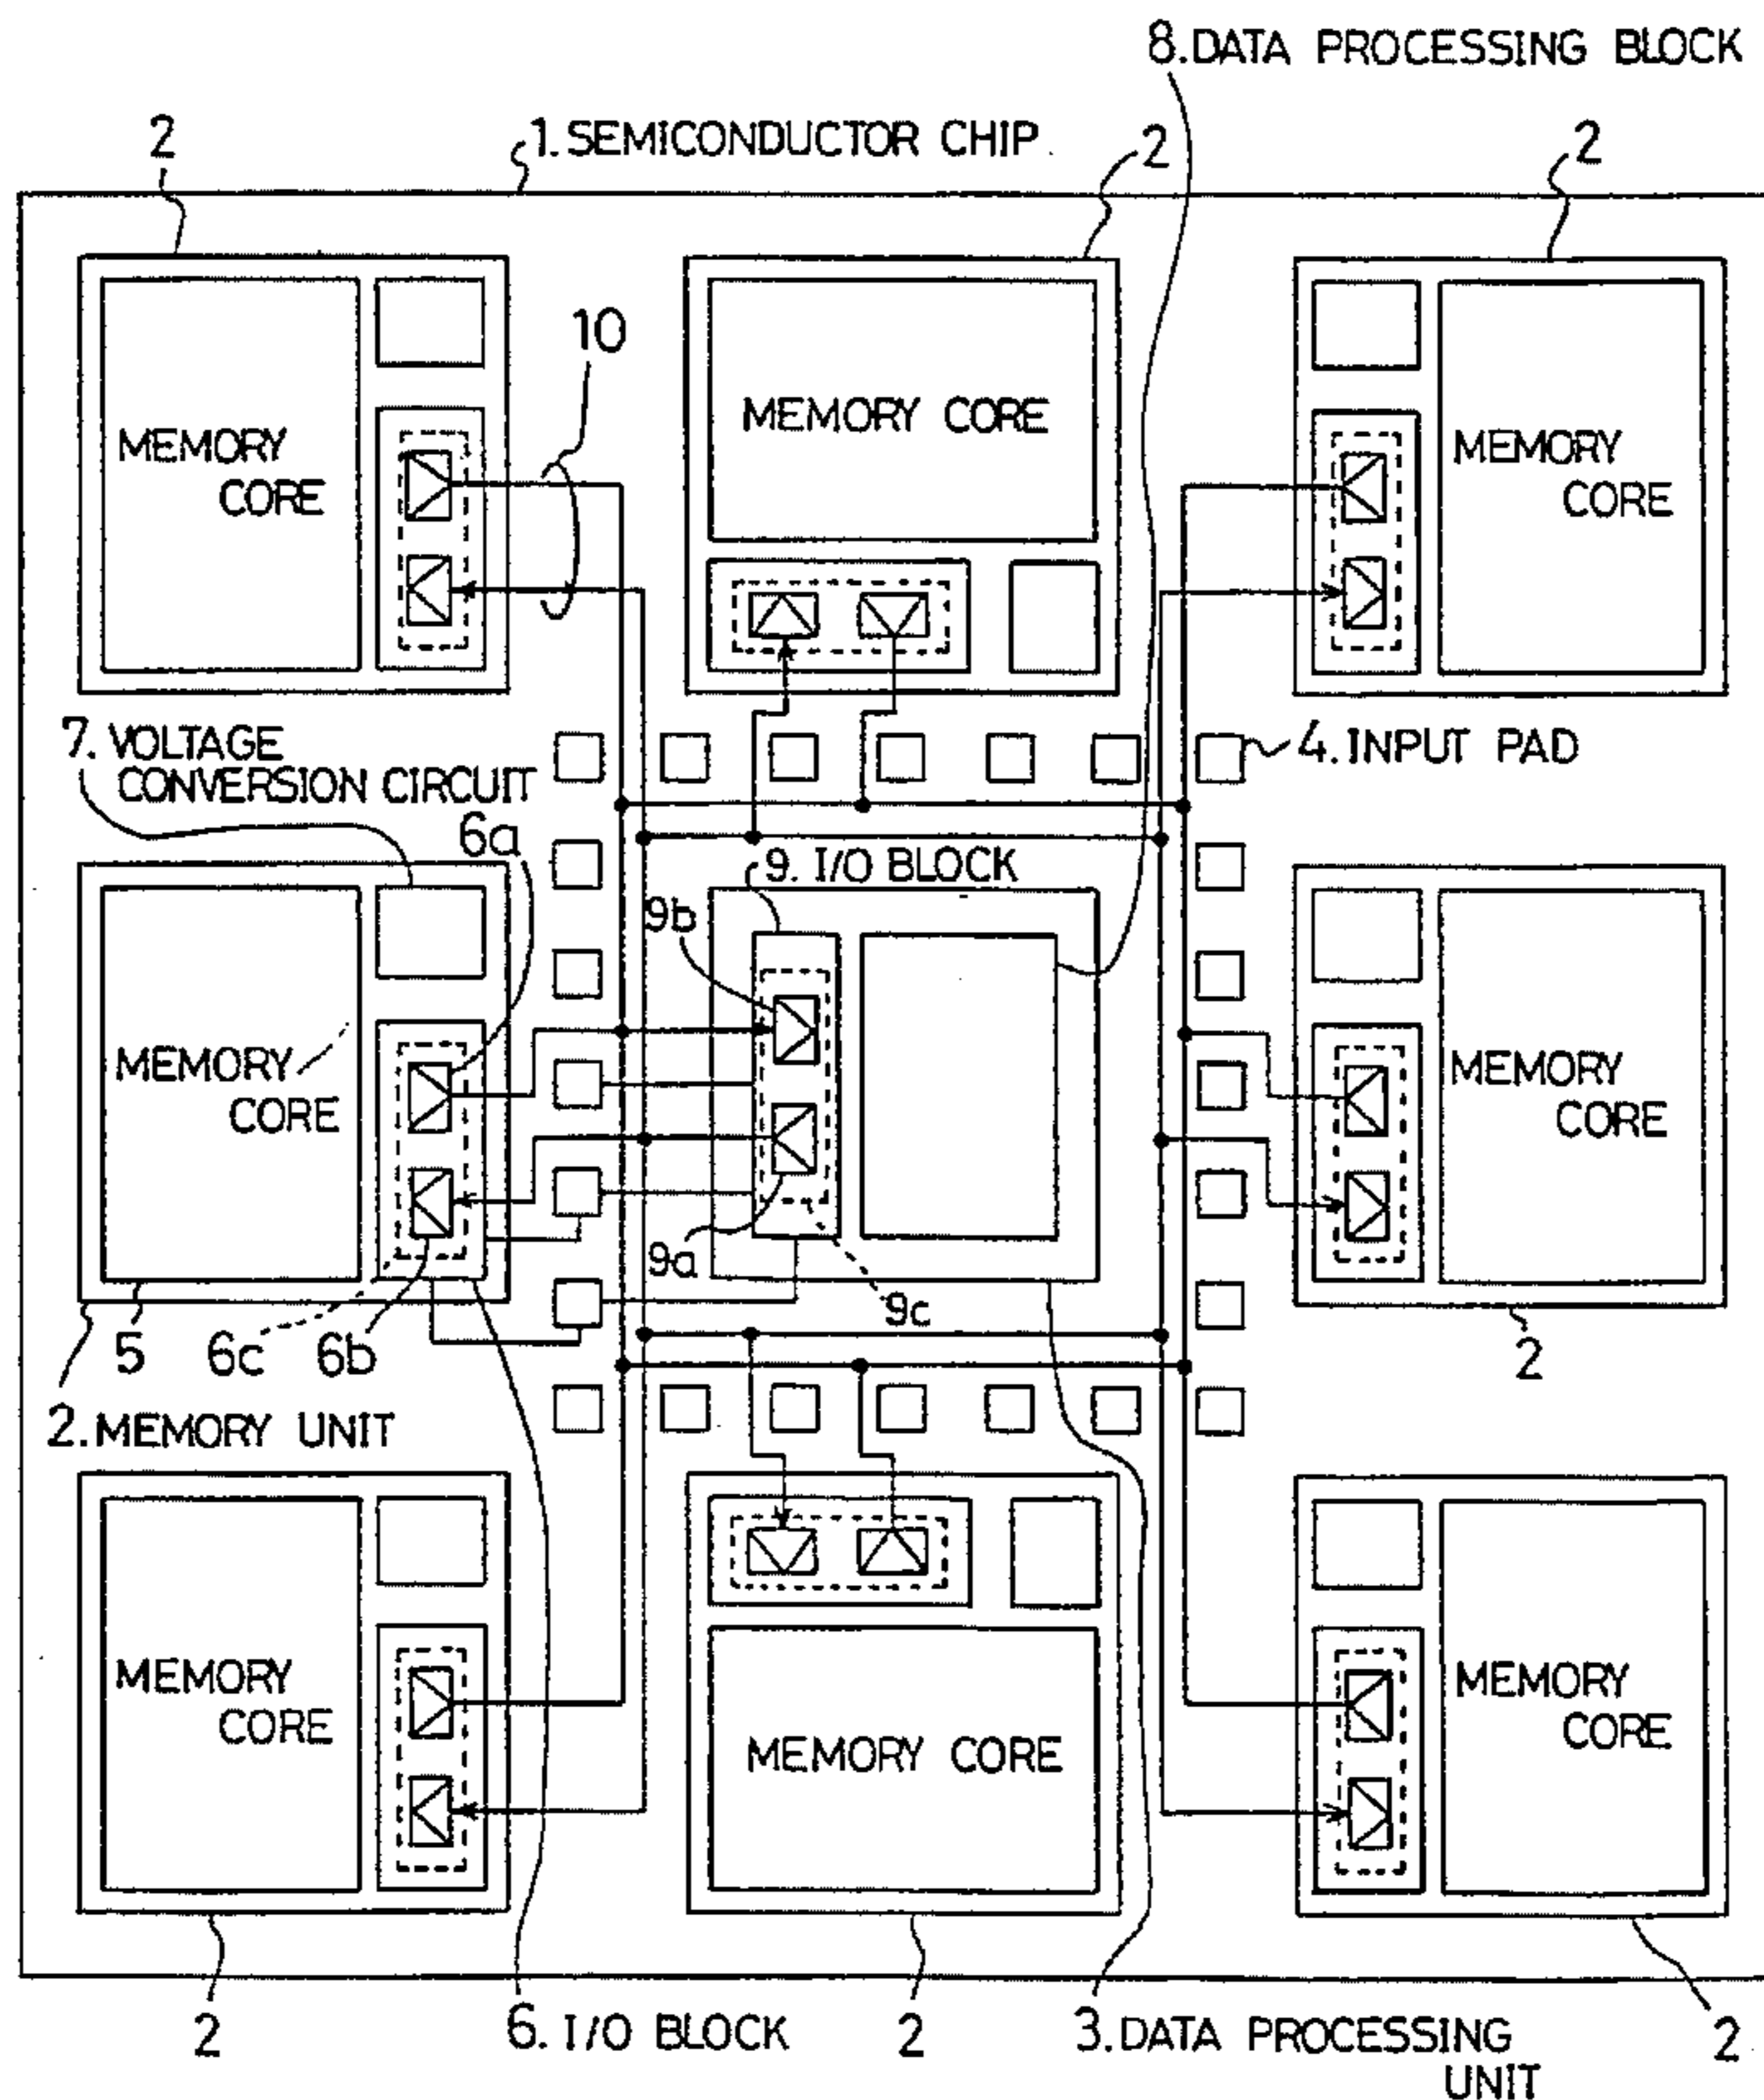 8. DATA PROCESSING BLOCK
2
1. SEMICONDUCTOR CHIP
2
2
10
MEMORY
CORE
MEMORY CORE
MEMORY
CORE
7. VOLTAGE
CONVERSION CIRCUIT
4. INPUT PAD
6a
9. I/O BLOCK
9b
MEMORY
CORE
MEMORY
CORE
9a
9c
5
6c
6b
2
2. MEMORY UNIT
MEMORY
CORE
MEMORY CORE
MEMORY
CORE
2
6. I/O BLOCK
2
3. DATA PROCESSING
UNIT
2